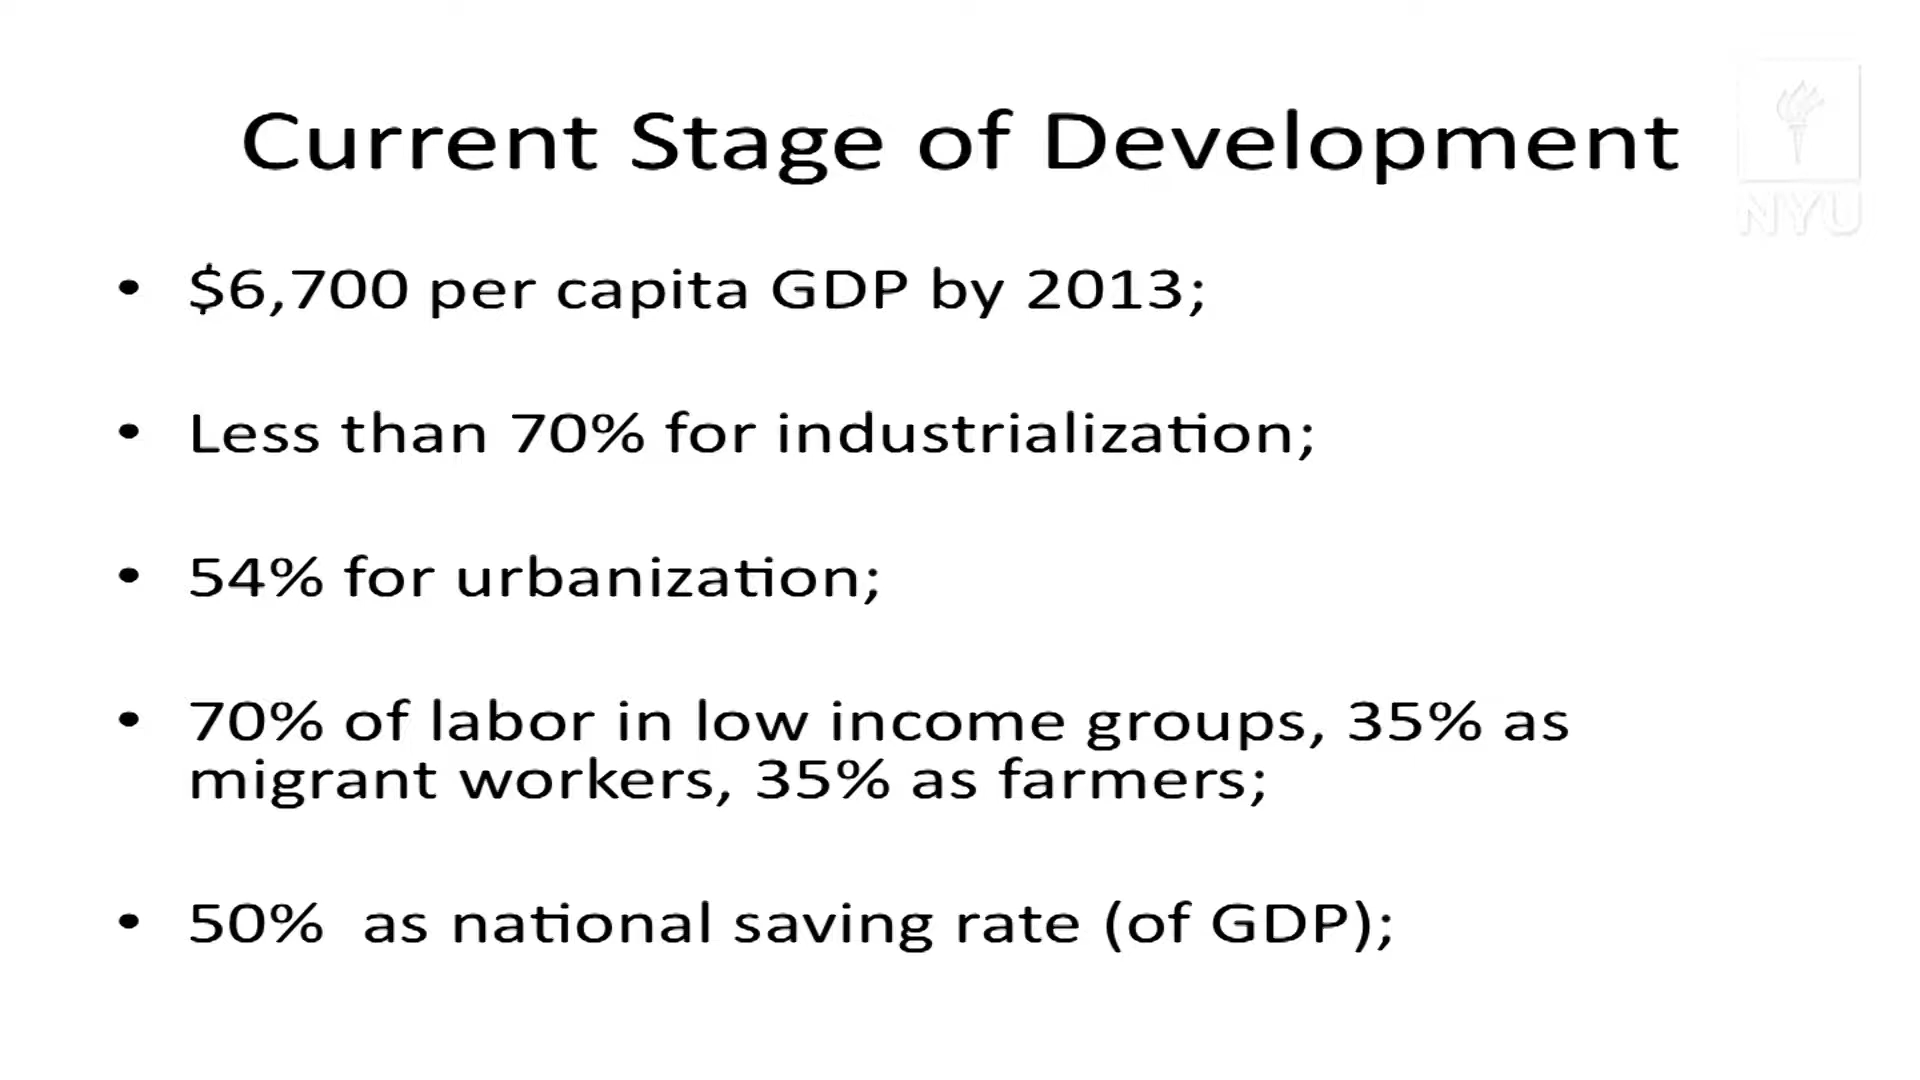 Current Stage of Development
NYU
• $6,700 per capita GDP by 2013;
• Less than 70% for industrialization;
• 54% for urbanization;
• 70% of labor in low income groups, 35% as
migrant workers, 35% as farmers;
• 50%  as national saving rate (of GDP);